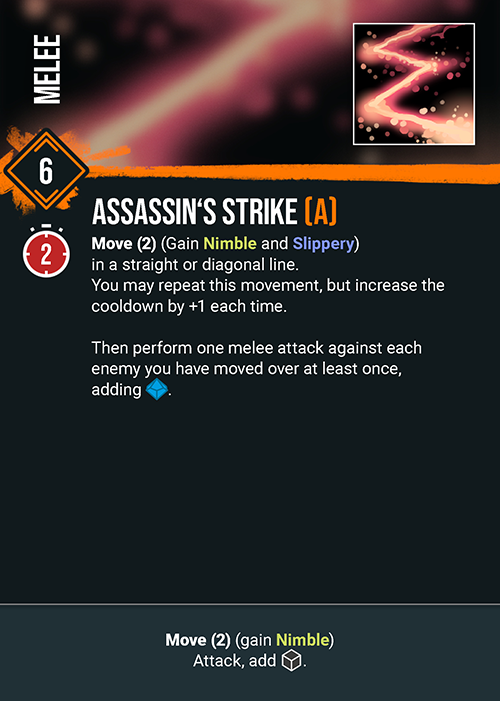 MELEE
6
ASSASSIN‘S STRIKE (A)
2
Move (2) (Gain Nimble and Slippery)
in a straight or diagonal line.
You may repeat this movement, but increase the
cooldown by +1 each time.
Then perform one melee attack against each
enemy you have moved over at least once,
adding .
Move (2) (gain Nimble)
Attack, add .